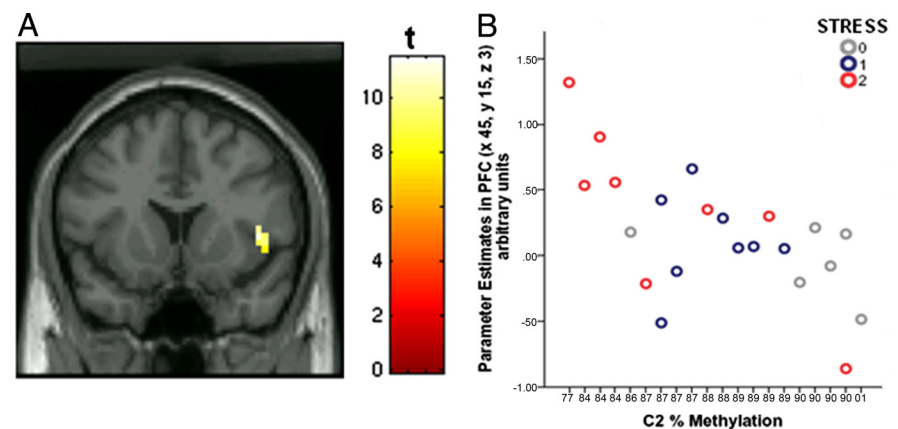 A
t
10
8
6
4
2
0
B
STRESS
0
1
2
Parameter Estimates in PFC (x 45, y 15, z 3)
arbitrary units
1.50
1.00
.50
.00
-50
-1.00
77 84 84 84 86 87 87 87 87 88 88 89 89 89 89 90 90 90 90 01
C2 % Methylation